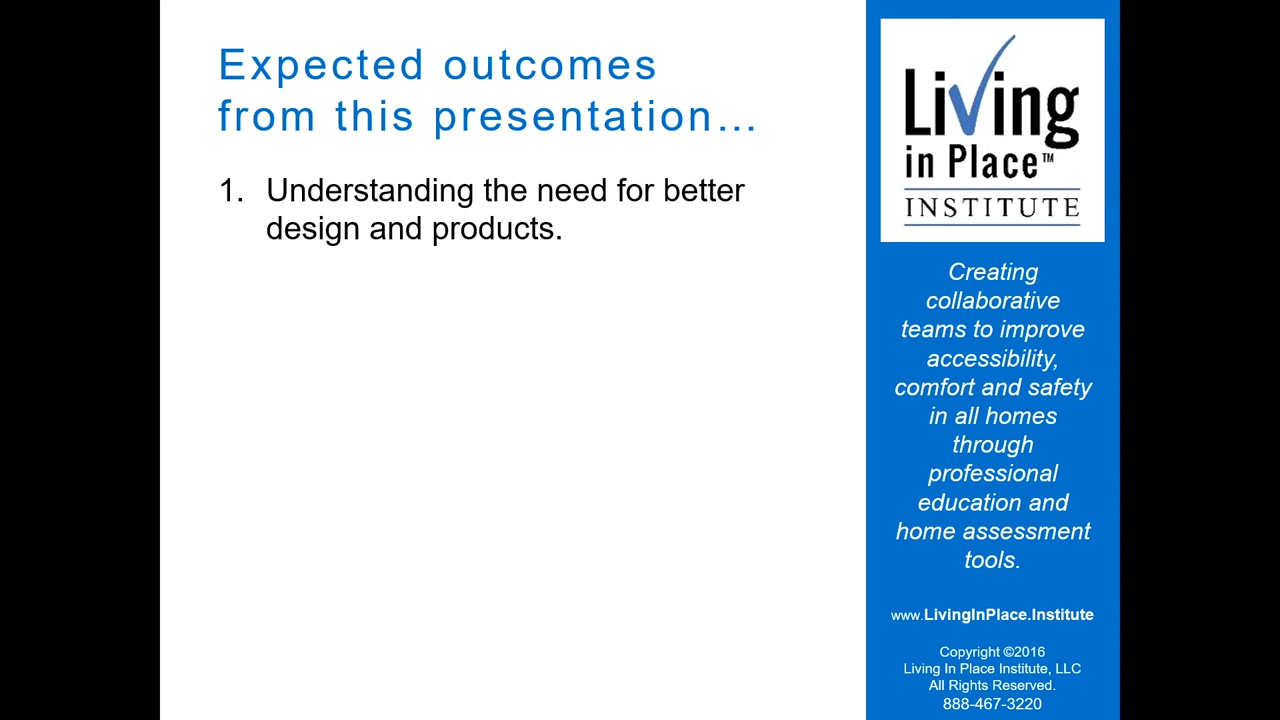 Expected outcomes
from this presentation...
1. Understanding the need for better
design and products.
Living
in Place™
INSTITUTE
Creating
collaborative
teams to improve
accessibility,
comfort and safety
in all homes
through
professional
education and
home assessment
tools.
www.LivingInPlace.Institute
Copyright ©2016
Living In Place Institute, LLC
All Rights Reserved.
888-467-3220